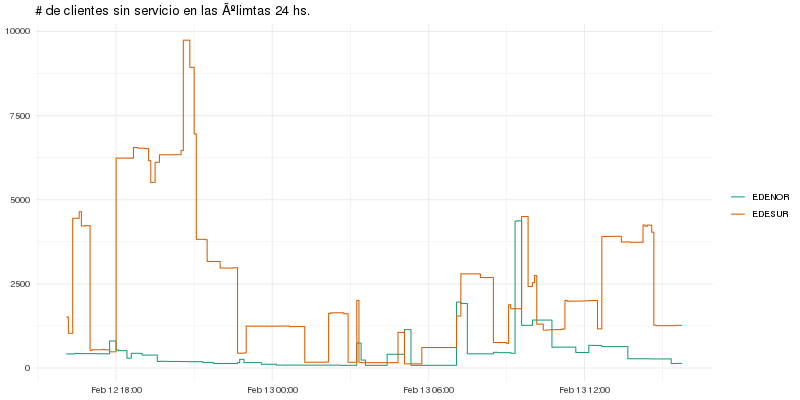 # de clientes sin servicio en las Ãºlimtas 24 hs.
10000
7500
5000
2500
0
Feb 12 18:00 Feb 13 00:00 Feb 13 06:00 Feb 13 12:00
EDENOR
EDESUR